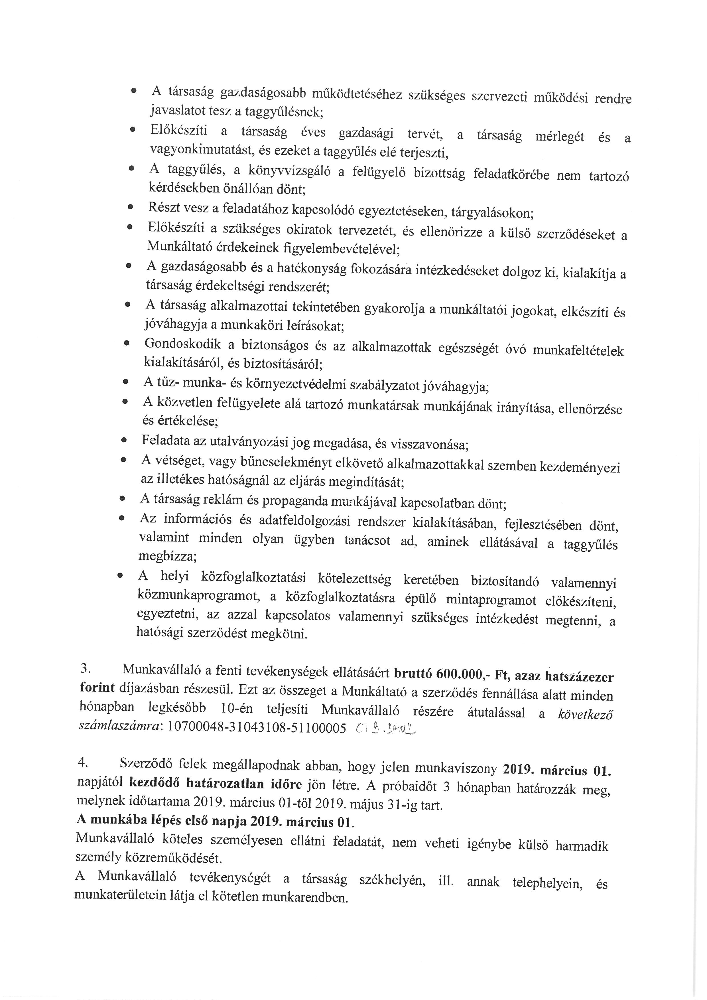 • A társaság gazdaságosabb működtetéséhez szükséges szervezeti működési rendre
javaslatot tesz a taggyűlésnek;
• Előkészíti a társaság éves gazdasági tervét, a társaság mérlegét és a
vagyonkimutatást, és ezeket a taggyűlés elé terjeszti,
• A taggyűlés, a könyvvizsgáló a felügyelő bizottság feladatkörébe nem tartozó
kérdésekben önállóan dönt;
• Részt vesz a feladatához kapcsolódó egyeztetéseken, tárgyalásokon;
• Előkészíti a szükséges okiratok tervezetét, és ellenőrizze a külső szerződéseket a
Munkáltató érdekeinek figyelembevételével;
• A gazdaságosabb és a hatékonyság fokozására intézkedéseket dolgoz ki, kialakítja a
társaság érdekeltségi rendszerét;
• A társaság alkalmazottai tekintetében gyakorolja a munkáltatói jogokat, elkészíti és
jóváhagyja a munkaköri leírásokat;
• Gondoskodik a biztonságos és az alkalmazottak egészségét óvó munkafeltételek
kialakításáról, és biztosításáról;
• A tűz- munka- és környezetvédelmi szabályzatot jóváhagyja;
• A közvetlen felügyelete alá tartozó munkatársak munkájának irányítása, ellenőrzése
és értékelése;
• Feladata az utalványozási jog megadása, és visszavonása;
• A vétséget, vagy bűncselekményt elkövető alkalmazottakkal szemben kezdeményezi
az illetékes hatóságnál az eljárás megindítását;
• A társaság reklám és propaganda munkájával kapcsolatban dönt;
• Az információs és adatfeldolgozási rendszer kialakításában, fejlesztésében dönt,
valamint minden olyan ügyben tanácsot ad, aminek ellátásával a taggyűlés
megbízza;
• A helyi közfoglalkoztatási kötelezettség keretében biztosítandó valamennyi
közmunkaprogramot, a közfoglalkoztatásra épülő mintaprogramot előkészíteni,
egyeztetni, az azzal kapcsolatos valamennyi szükséges intézkedést megtenni, a
hatósági szerződést megkötni.
3. Munkavállaló a fenti tevékenységek ellátásáért bruttó 600.000,- Ft, azaz hatszázezer
forint díjazásban részesül. Ezt az összeget a Munkáltató a szerződés fennállása alatt minden
hónapban legkésőbb 10-én teljesíti Munkavállaló részére átutalással a következő
számlaszámra: 10700048-31043108-51100005 CIB.
4. Szerződő felek megállapodnak abban, hogy jelen munkaviszony 2019. március 01.
napjától kezdődő határozatlan időre jön létre. A próbaidőt 3 hónapban határozzák meg,
melynek időtartama 2019. március 01-től 2019. május 31-ig tart.
A munkába lépés első napja 2019. március 01.
Munkavállaló köteles személyesen ellátni feladatát, nem veheti igénybe külső harmadik
személy közreműködését.
A Munkavállaló tevékenységét a társaság székhelyén, ill. annak telephelyein, és
munkaterületein látja el kötetlen munkarendben.